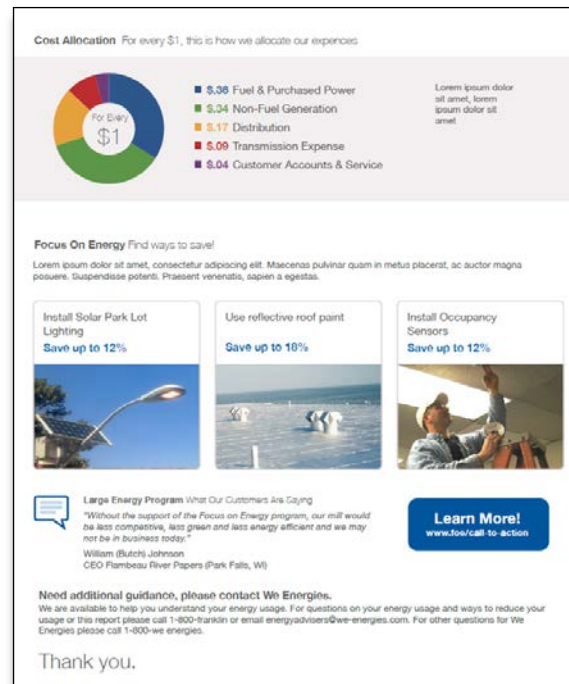 Cost Allocation For every $1, this is how we allocate our expences
For Every
$1
$.36 Fuel & Purchased Power
$.34 Non-Fuel Generation
$.17 Distribution
$.09 Transmission Expense
$.04 Customer Accounts & Service
Lorem ipsum dolor
sit amet, lorem
ipsum dolor sit
amet
Focus On Energy Find ways to save!
Lorem ipsum dolor sit amet, consectetur adipiscing elit. Maecenas pulvinar quam in metus placerat, ac auctor magna
posuere. Suspendisse potenti. Praesent venenatis, sapien a egestas.
Install Solar Park Lot
Lighting
Save up to 12%
Use reflective roof paint
Save up to 18%
Install Occupancy
Sensors
Save up to 12%
Large Energy Program What Our Customers Are Saying
"Without the support of the Focus on Energy program, our mill would
be less competitive, less green and less energy efficient and we may
not be in business today."
William (Butch) Johnson
CEO Flambeau River Papers (Park Falls, WI)
Learn More!
www.foe/call-to-action
Need additional guidance, please contact We Energies.
We are available to help you understand your energy usage. For questions on your energy usage and ways to reduce your
usage or this report please call 1-800-franklin or email energyadvisers@we-energies.com. For other questions for We
Energies please call 1-800-we energies.
Thank you.